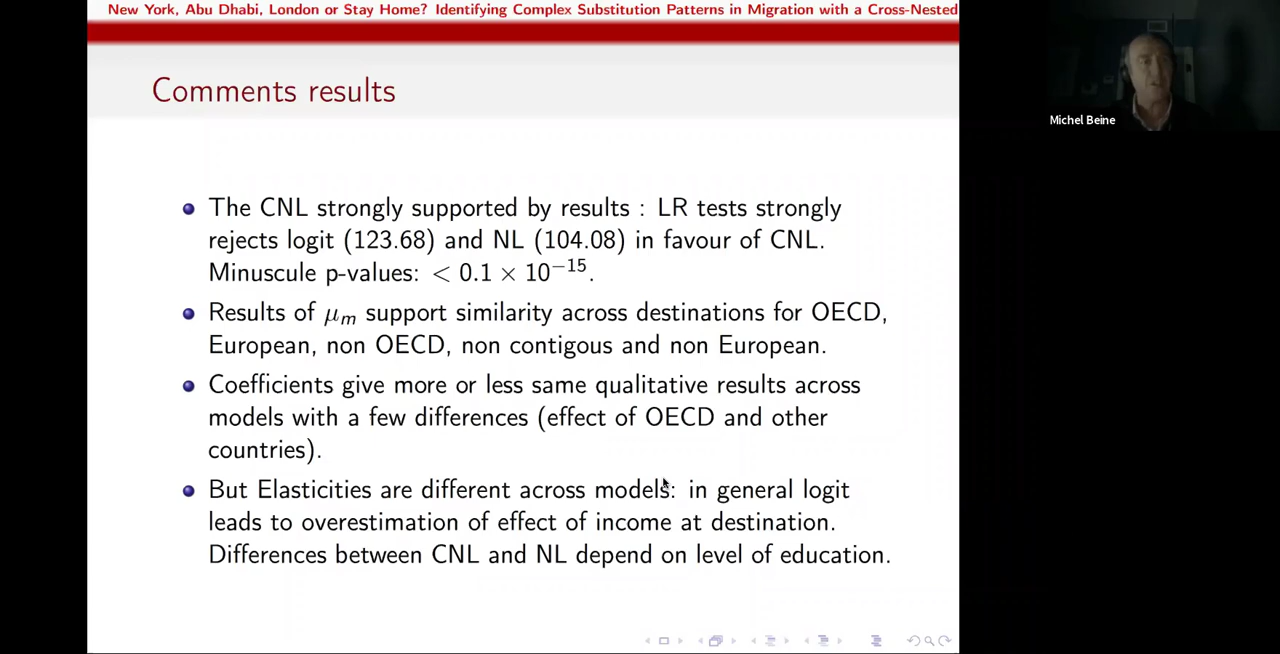 New York, Abu Dhabi, London or Stay Home? Identifying Complex Substitution Patterns in Migration with a Cross-Nested
Michel Beine
Comments results
The CNL strongly supported by results : LR tests strongly
rejects logit (123.68) and NL (104.08) in favour of CNL.
Minuscule p-values: < 0.1 × 10⁻¹⁵.
Results of μₘ support similarity across destinations for OECD,
European, non OECD, non contigous and non European.
Coefficients give more or less same qualitative results across
models with a few differences (effect of OECD and other
countries).
But Elasticities are different across models: in general logit
leads to overestimation of effect of income at destination.
Differences between CNL and NL depend on level of education.